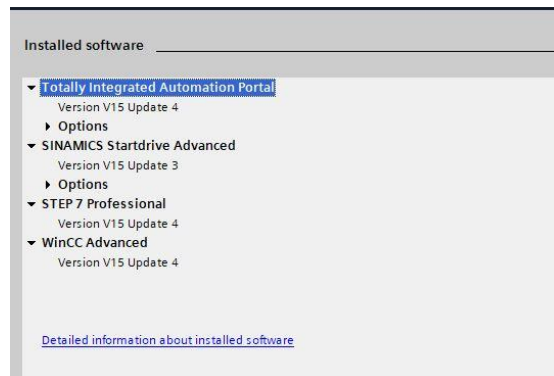 Installed software
Totally Integrated Automation Portal
Version V15 Update 4
Options
SINAMICS Startdrive Advanced
Version V15 Update 3
Options
STEP 7 Professional
Version V15 Update 4
WinCC Advanced
Version V15 Update 4
Detailed information about installed software